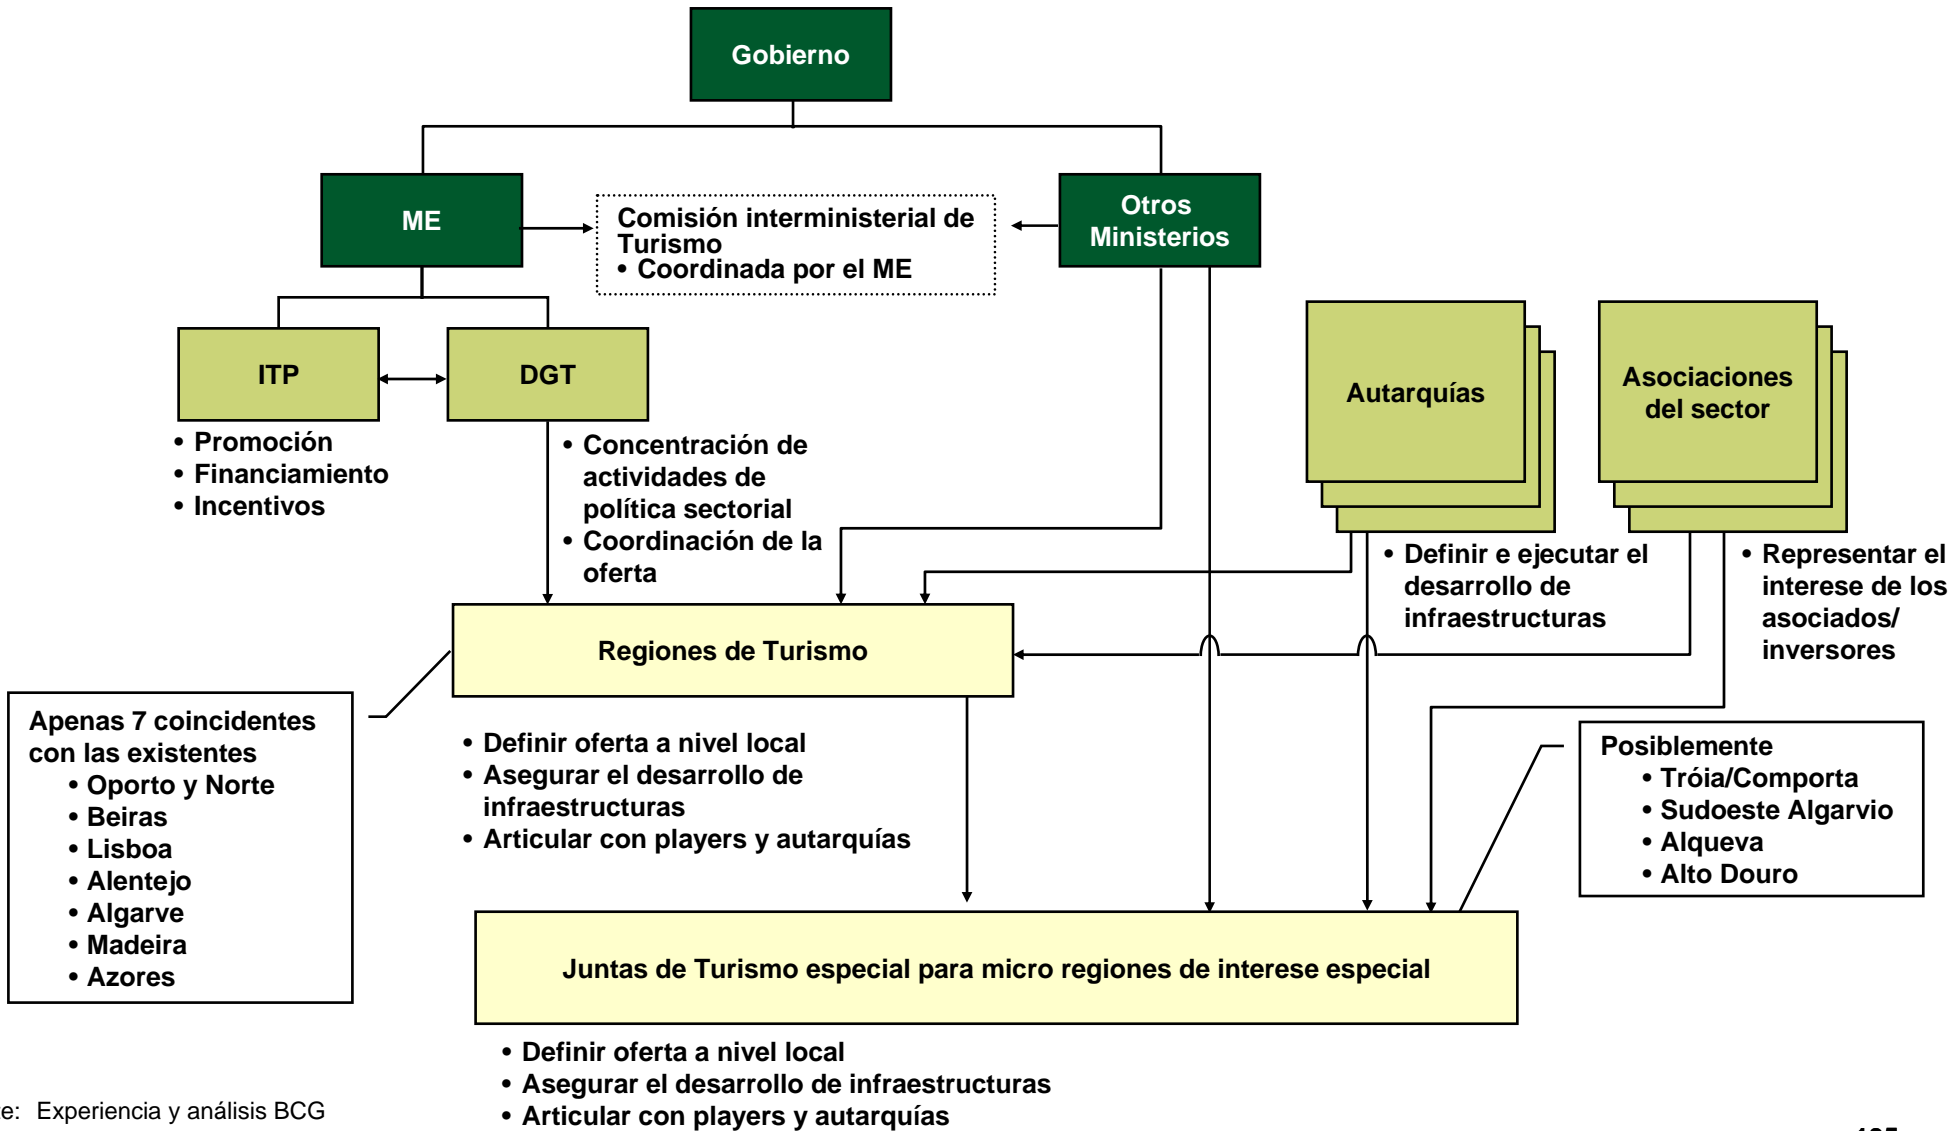 Gobierno
ME
Comisión interministerial de
Turismo
• Coordinada por el ME
Otros
Ministerios
ITP
DGT
Autarquías
Asociaciones
del sector
• Promoción
• Financiamiento
• Incentivos
• Concentración de
actividades de
política sectorial
• Coordinación de la
oferta
• Definir e ejecutar el
desarrollo de
infraestructuras
• Representar el
interese de los
asociados/
inversores
Regiones de Turismo
Apenas 7 coincidentes
con las existentes
• Oporto y Norte
• Beiras
• Lisboa
• Alentejo
• Algarve
• Madeira
• Azores
• Definir oferta a nivel local
• Asegurar el desarrollo de
infraestructuras
• Articular con players y autarquías
Posiblemente
• Tróia/Comporta
• Sudoeste Algarvio
• Alqueva
• Alto Douro
Juntas de Turismo especial para micro regiones de interese especial
• Definir oferta a nivel local
• Asegurar el desarrollo de infraestructuras
• Articular con players y autarquías
Experiencia y análisis BCG